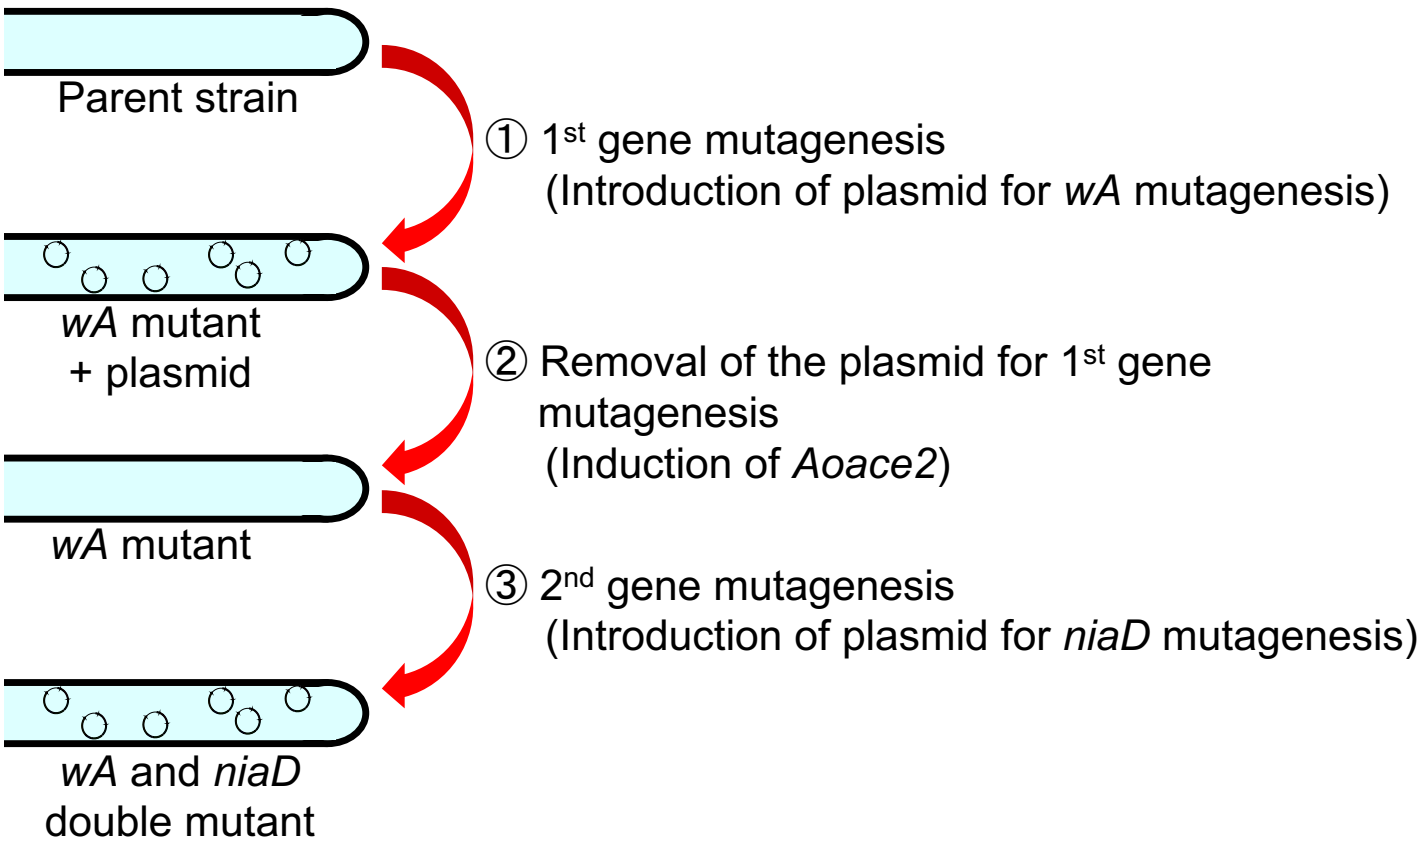 Parent strain
① 1st gene mutagenesis
(Introduction of plasmid for wA mutagenesis)
wA mutant
+ plasmid
② Removal of the plasmid for 1st gene
mutagenesis
(Induction of Aoace2)
wA mutant
③ 2nd gene mutagenesis
(Introduction of plasmid for niaD mutagenesis)
wA and niaD
double mutant